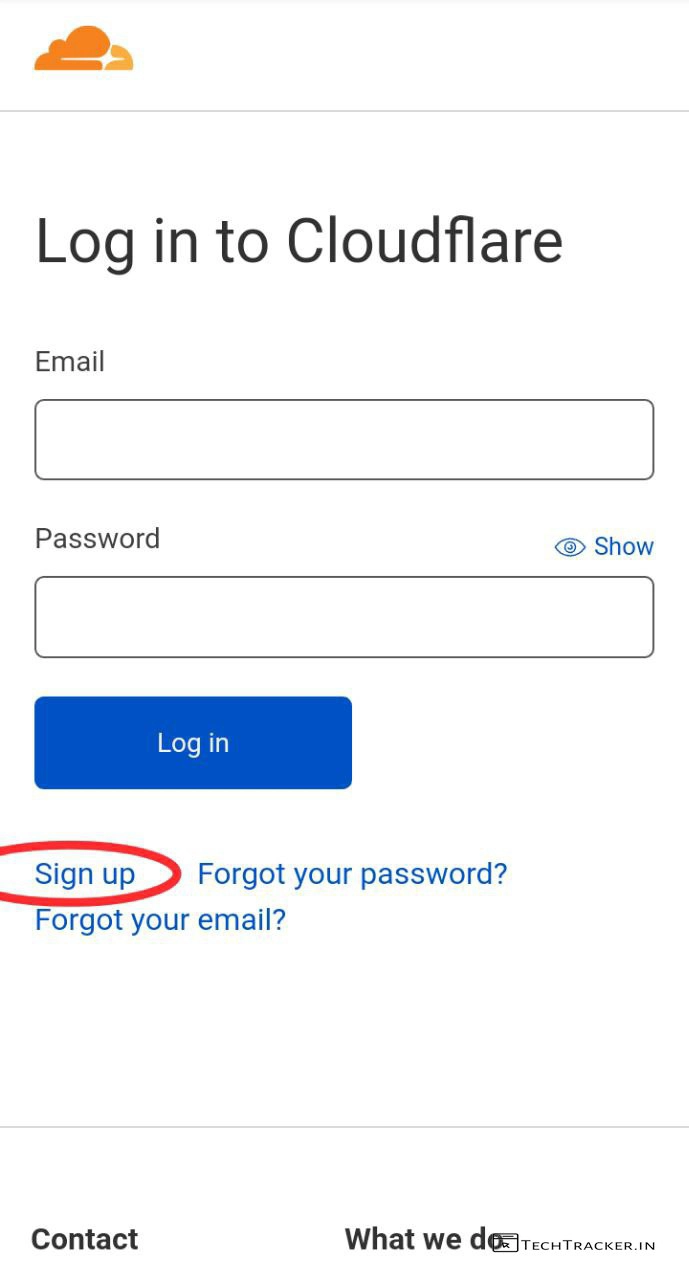 Log in to Cloudflare
Email
Password
Show
Log in
Sign up Forgot your password?
Forgot your email?
Contact What we do
TECHTRACKER.IN